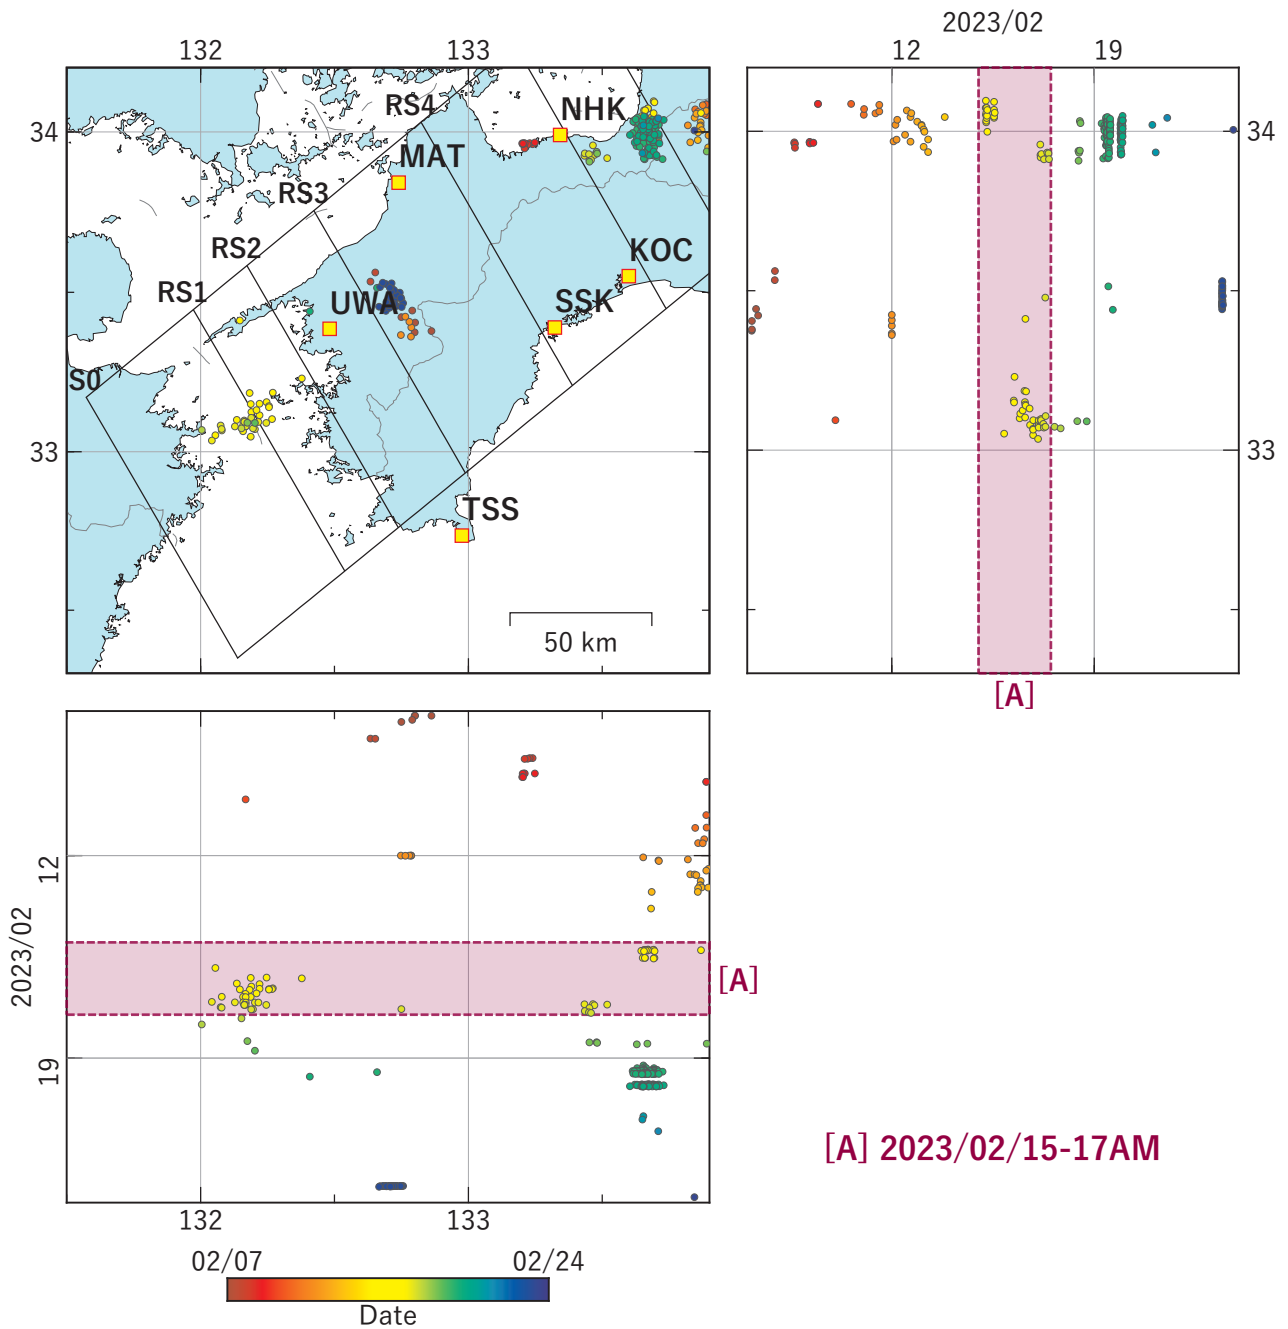 2023/02
132
133
12
19
34
RS4
NHK
34
MAT
RS3
RS2
KOC
RS1
UWA
SSK
S0
33
33
TSS
50 km
[A]
12
2023/02
[A]
19
[A] 2023/02/15-17AM
132
133
02/07
02/24
Date